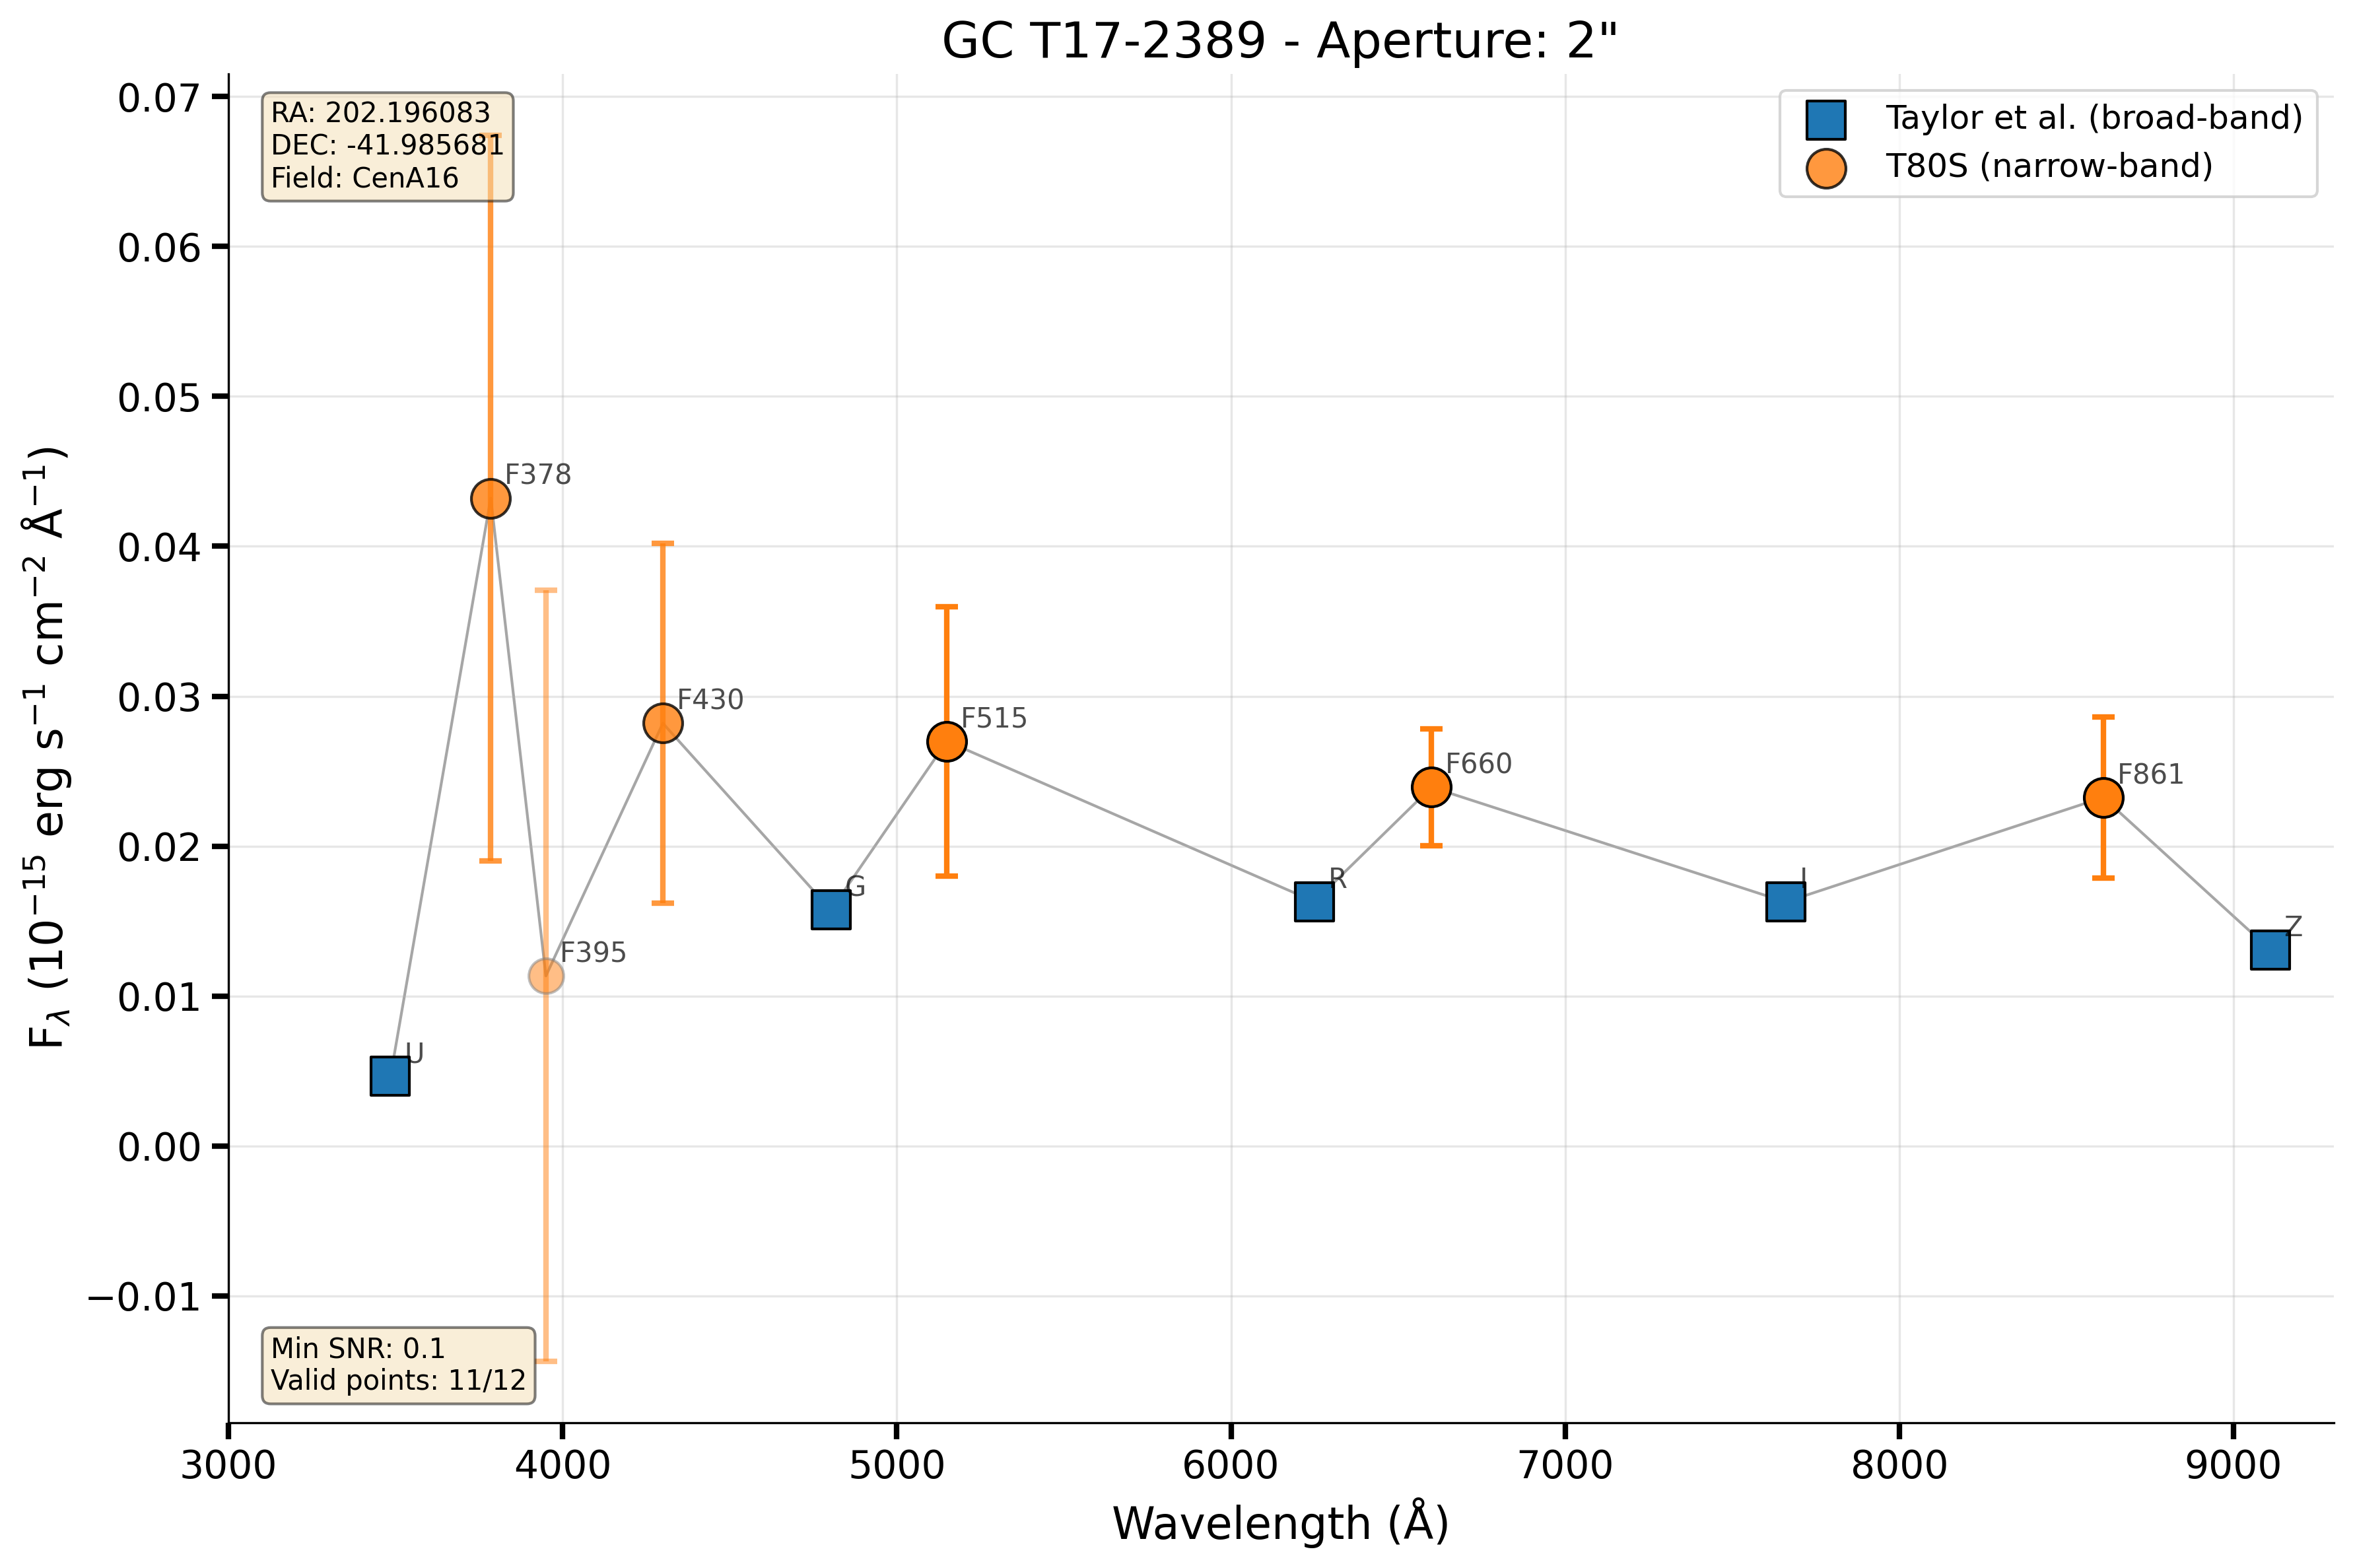 GC T17-2389 - Aperture: 2"
RA: 202.196083
DEC: -41.985681
Field: CenA16
Taylor et al. (broad-band)
T80S (narrow-band)
0.07
0.06
0.05
0.04
0.03
0.02
0.01
0.00
−0.01
F_λ (10⁻¹⁵ erg s⁻¹ cm⁻² Å⁻¹)
F378
F430
F515
F660
F861
F395
G
R
I
Z
U
Min SNR: 0.1
Valid points: 11/12
3000 4000 5000 6000 7000 8000 9000
Wavelength (Å)